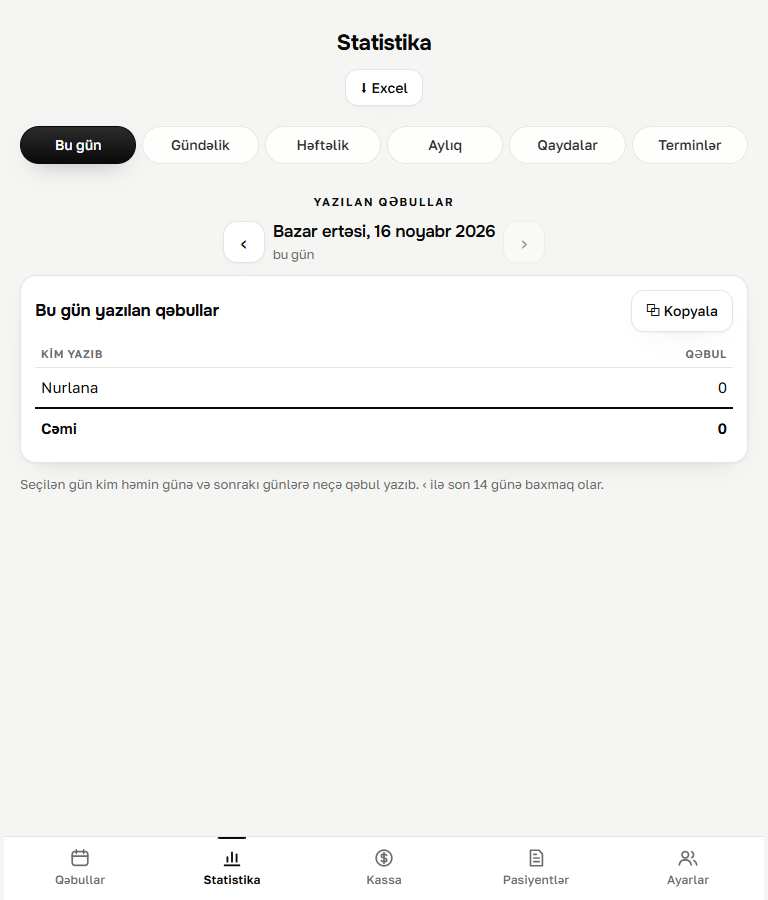 Statistika
⭳ Excel
Bu gün
Gündəlik
Həftəlik
Aylıq
Qaydalar
Terminlər
YAZILAN QƏBULLAR
‹
Bazar ertəsi, 16 noyabr 2026
bu gün
›
Bu gün yazılan qəbullar
Kopyala
KİM YAZIB QƏBUL
Nurlana 0
Cəmi 0
Seçilən gün kim həmin günə və sonrakı günlərə neçə qəbul yazıb. ‹ ilə son 14 günə baxmaq olar.
Qəbullar
Statistika
Kassa
Pasiyentlər
Ayarlar